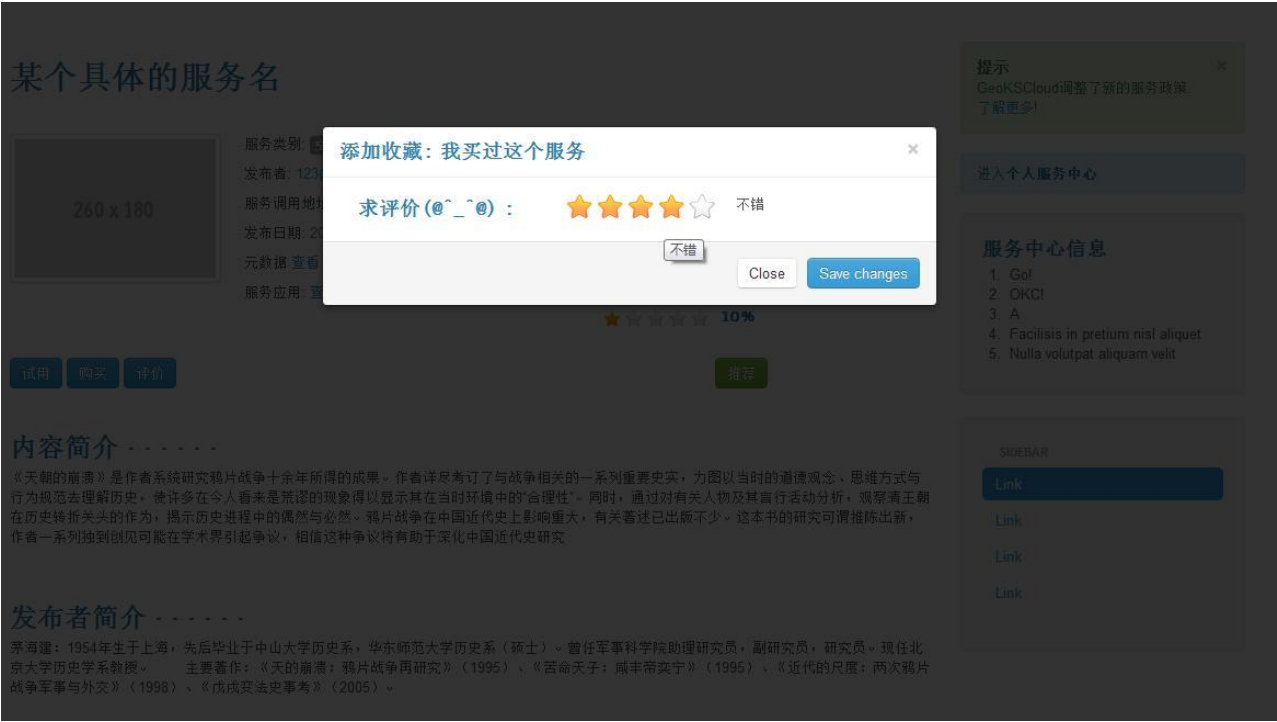 某个具体的服务名
260 x 180
服务类别:
发布者: 123
服务调用地址
发布日期: 20
元数据 查看
服务应用:
10%
试用
购买
评价
推荐
添加收藏: 我买过这个服务
×
求评价(@^_^@) :
不错
不错
Close
Save changes
内容简介 - - - - - -
《天朝的崩溃》是作者系统研究鸦片战争十余年所得的成果。作者详尽考订了与战争相关的一系列重要史实，力图以当时的道德观念、思维方式与
行为规范去理解历史，使许多在今人看来是荒谬的现象得以显示其在当时环境中的“合理性”。同时，通过对有关人物及其言行活动分析，观察清王朝
在历史转折关头的作为，揭示历史进程中的偶然与必然。鸦片战争在中国近代史上影响重大，有关著述已出版不少。这本书的研究可谓推陈出新，
作者一系列独到创见可能在学术界引起争议，相信这种争议将有助于深化中国近代史研究
发布者简介 - - - - - -
茅海建：1954年生于上海，先后毕业于中山大学历史系，华东师范大学历史系（硕士）。曾任军事科学院助理研究员，副研究员，研究员。现任北
京大学历史学系教授。 主要著作：《天的崩溃：鸦片战争再研究》（1995）、《苦命天子：咸丰帝奕宁》（1995）、《近代的尺度：两次鸦片
战争军事与外交》（1998）、《戊戌变法史事考》（2005）。
提示
×
GeoKSCloud调整了新的服务政策.
了解更多!
进入个人服务中心
服务中心信息
1. Go!
2. OKC!
3. A
4. Facilisis in pretium nisl aliquet
5. Nulla volutpat aliquam velit
SIDEBAR
Link
Link
Link
Link